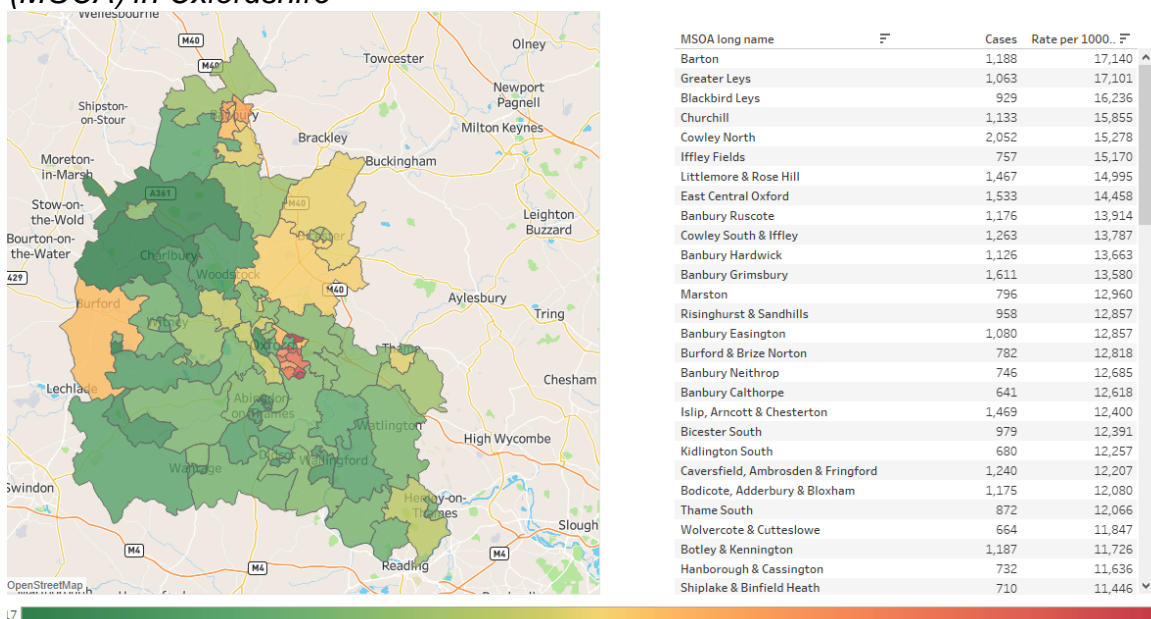 (MSOA) in Oxfordshire
Wellesbourne
M40
Olney
Towcester
M40
Newport
Pagnell
Shipston-
on-Stour
Banbury
Milton Keynes
Brackley
Moreton-
in-Marsh
Buckingham
A361
M40
Stow-on-
the-Wold
Leighton
Buzzard
Bourton-on-
the-Water
Bicester
Charlbury
Woodstock
429
M40
Burford
Aylesbury
Tring
Witney
Oxford
Thame
Lechlade
Chesham
Abingdon-
on-Thames
Watlington
High Wycombe
Didcot
Wallingford
Wantage
Swindon
Henley-on-
Thames
Slough
M4
M4
M4
Reading
OpenStreetMap
17
MSOA long name Cases Rate per 1000..
Barton 1,188 17,140
Greater Leys 1,063 17,101
Blackbird Leys 929 16,236
Churchill 1,133 15,855
Cowley North 2,052 15,278
Iffley Fields 757 15,170
Littlemore & Rose Hill 1,467 14,995
East Central Oxford 1,533 14,458
Banbury Ruscote 1,176 13,914
Cowley South & Iffley 1,263 13,787
Banbury Hardwick 1,126 13,663
Banbury Grimsbury 1,611 13,580
Marston 796 12,960
Risinghurst & Sandhills 958 12,857
Banbury Easington 1,080 12,857
Burford & Brize Norton 782 12,818
Banbury Neithrop 746 12,685
Banbury Calthorpe 641 12,618
Islip, Arncott & Chesterton 1,469 12,400
Bicester South 979 12,391
Kidlington South 680 12,257
Caversfield, Ambrosden & Fringford 1,240 12,207
Bodicote, Adderbury & Bloxham 1,175 12,080
Thame South 872 12,066
Wolvercote & Cutteslowe 664 11,847
Botley & Kennington 1,187 11,726
Hanborough & Cassington 732 11,636
Shiplake & Binfield Heath 710 11,446